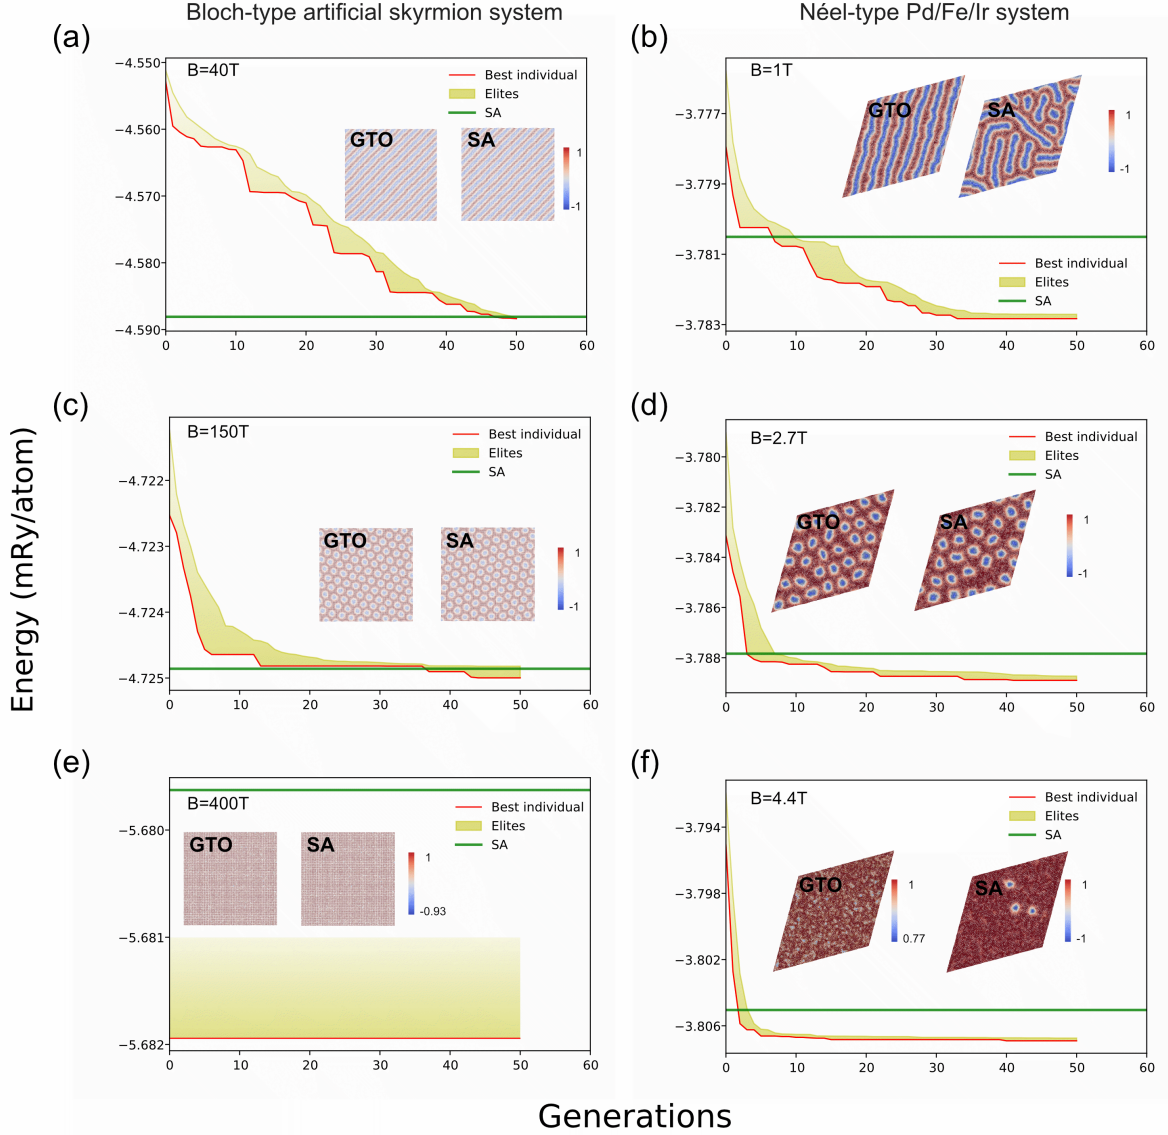 Bloch-type artificial skyrmion system
Néel-type Pd/Fe/Ir system
(a)
B=40T
Best individual
Elites
SA
GTO
SA
1
-1
−4.550
−4.560
−4.570
−4.580
−4.590
0 10 20 30 40 50 60
(b)
B=1T
GTO
SA
1
-1
Best individual
Elites
SA
−3.777
−3.779
−3.781
−3.783
0 10 20 30 40 50 60
(c)
B=150T
Best individual
Elites
SA
GTO
SA
1
-1
−4.722
−4.723
−4.724
−4.725
0 10 20 30 40 50 60
(d)
B=2.7T
Best individual
Elites
SA
GTO
SA
1
-1
−3.780
−3.782
−3.784
−3.786
−3.788
0 10 20 30 40 50 60
(e)
B=400T
Best individual
Elites
SA
GTO
SA
1
-0.93
−5.680
−5.681
−5.682
0 10 20 30 40 50 60
(f)
B=4.4T
Best individual
Elites
SA
GTO
1
0.77
SA
1
-1
−3.794
−3.798
−3.802
−3.806
0 10 20 30 40 50 60
Energy (mRy/atom)
Generations